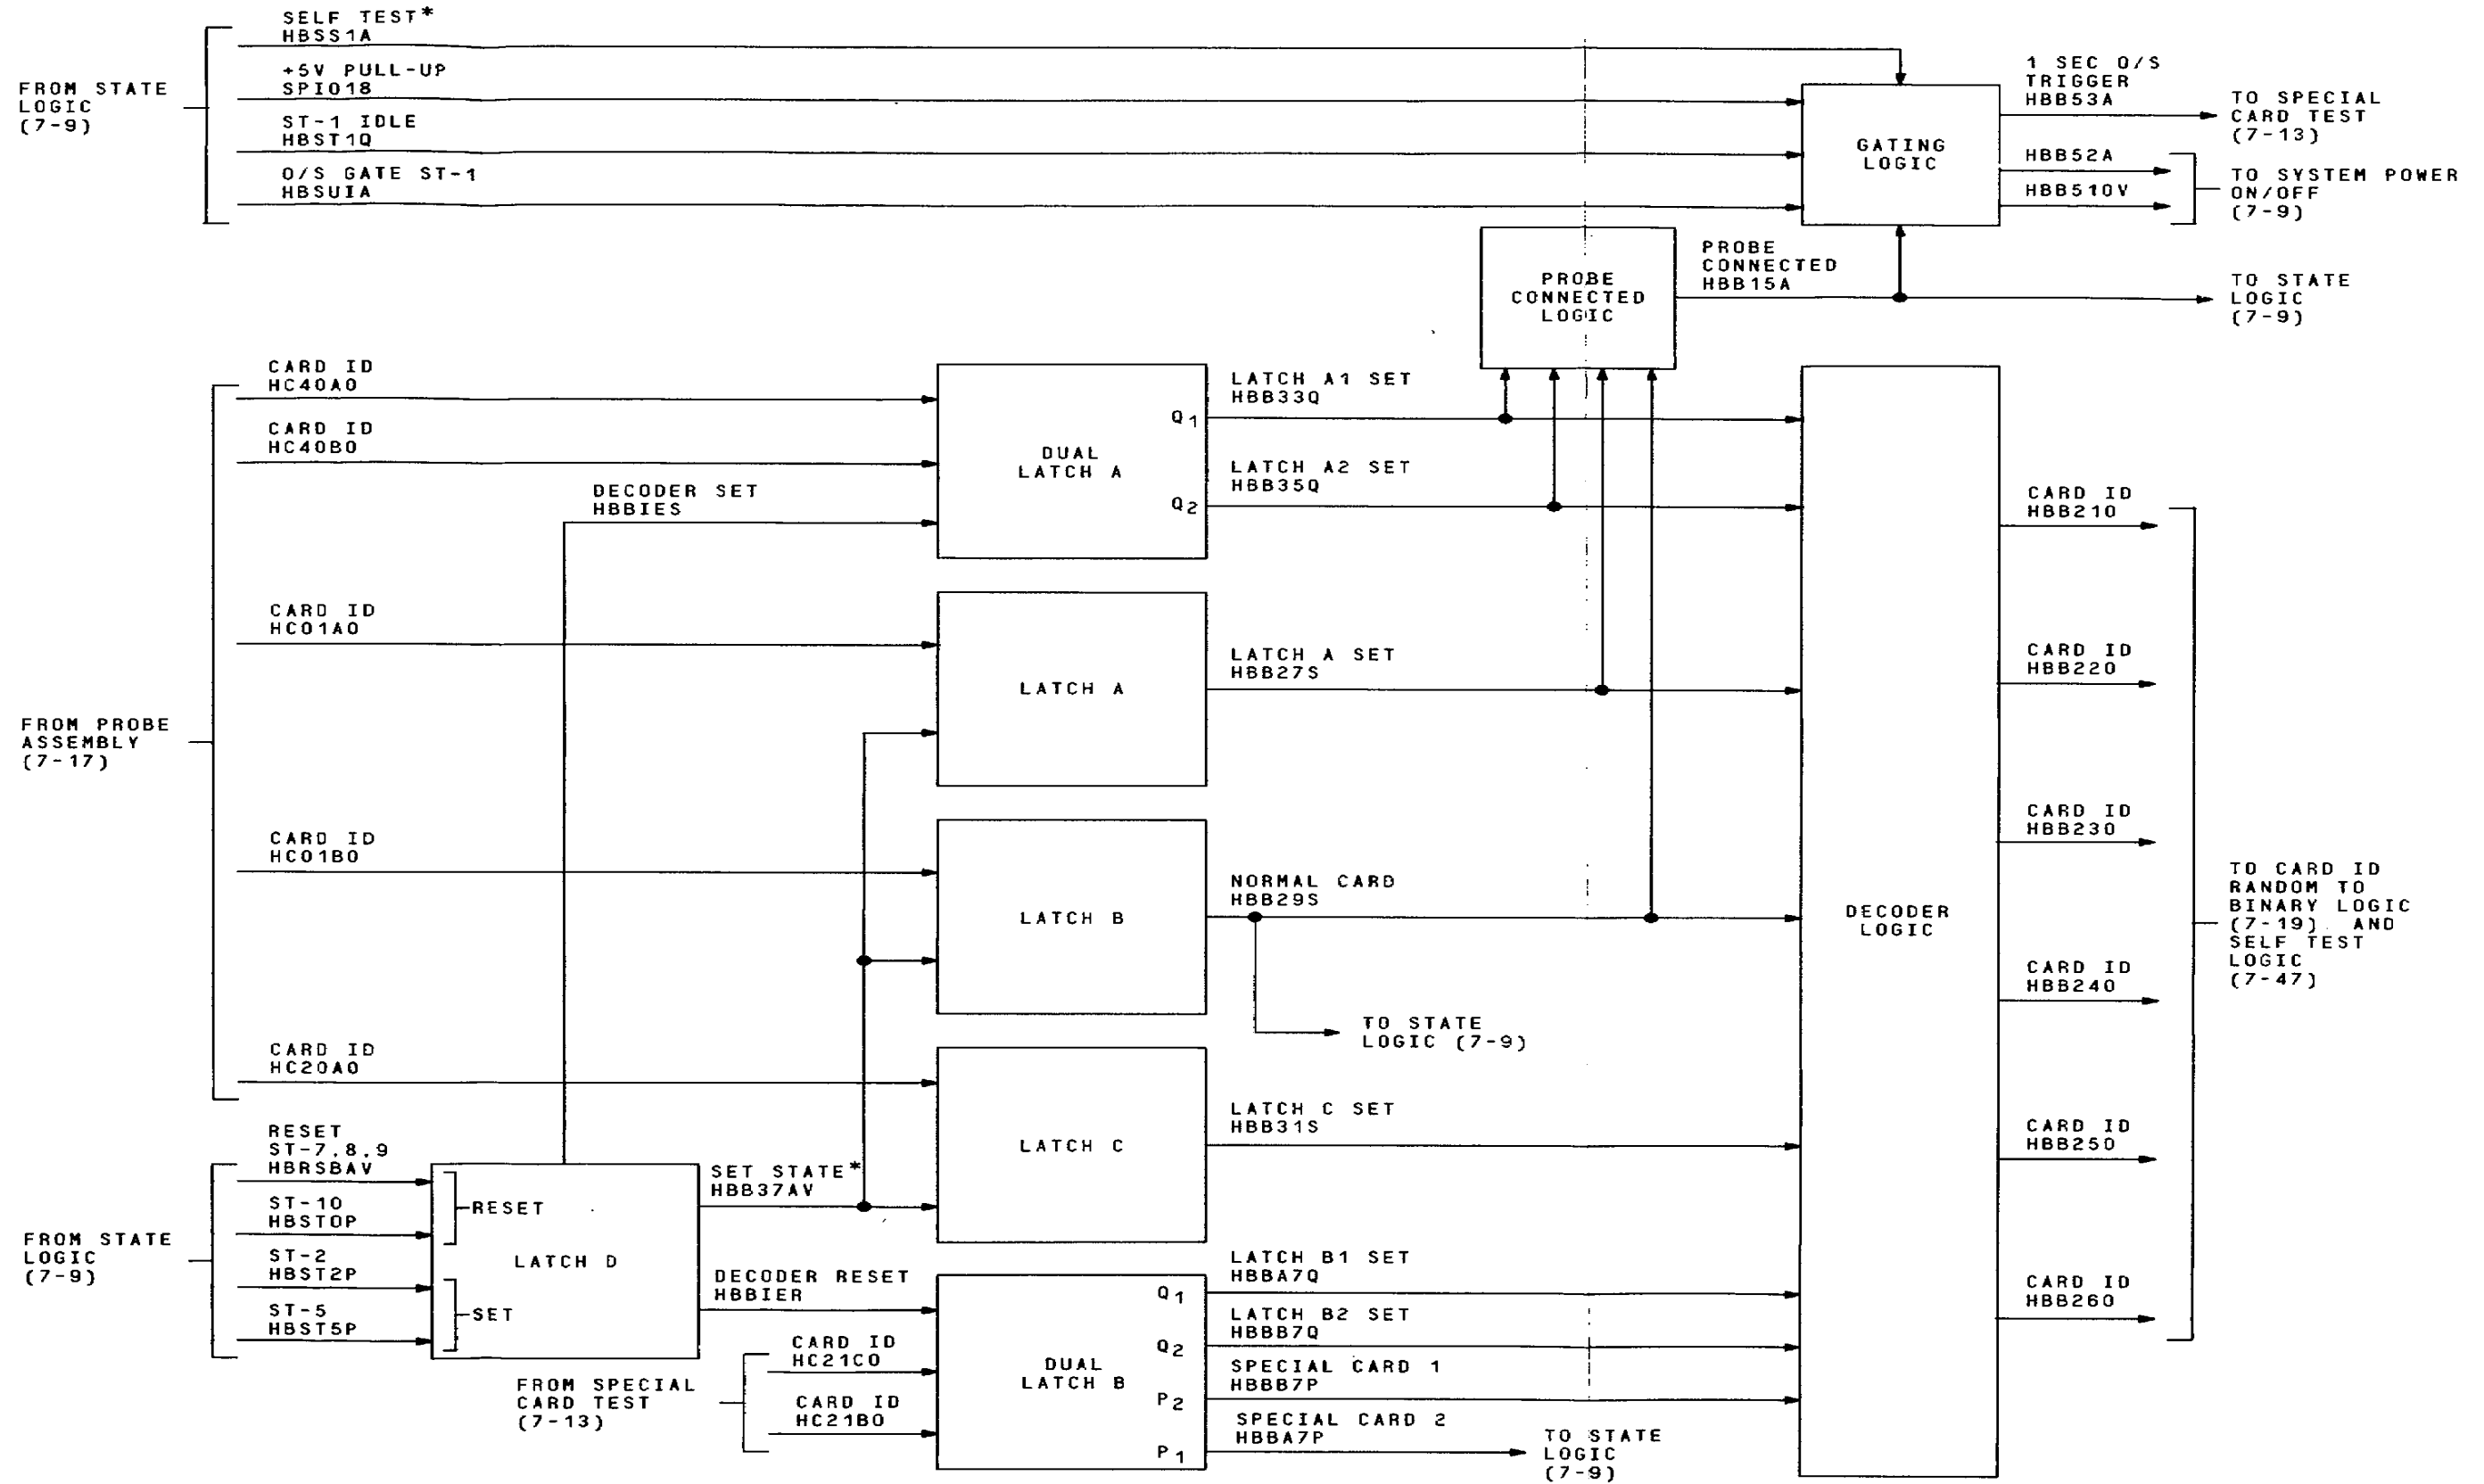 SELF TEST*
HBSS1A
+5V PULL-UP
SPI018
ST-1 IDLE
HBST1Q
O/S GATE ST-1
HBSUIA
FROM STATE
LOGIC
(7-9)
GATING
LOGIC
1 SEC O/S
TRIGGER
HBB53A
TO SPECIAL
CARD TEST
(7-13)
HBB52A
HBB510V
TO SYSTEM POWER
ON/OFF
(7-9)
PROBE
CONNECTED
LOGIC
PROBE
CONNECTED
HBB15A
TO STATE
LOGIC
(7-9)
CARD ID
HC40A0
CARD ID
HC40B0
DECODER SET
HBBIES
DUAL
LATCH A
Q1
Q2
LATCH A1 SET
HBB33Q
LATCH A2 SET
HBB35Q
CARD ID
HC01A0
LATCH A
LATCH A SET
HBB27S
FROM PROBE
ASSEMBLY
(7-17)
CARD ID
HC01B0
LATCH B
NORMAL CARD
HBB29S
TO STATE
LOGIC (7-9)
CARD ID
HC20A0
LATCH C
LATCH C SET
HBB31S
DECODER
LOGIC
CARD ID
HBB210
CARD ID
HBB220
CARD ID
HBB230
CARD ID
HBB240
CARD ID
HBB250
CARD ID
HBB260
TO CARD ID
RANDOM TO
BINARY LOGIC
(7-19). AND
SELF TEST
LOGIC
(7-47)
RESET
ST-7,8,9
HBRSBAV
ST-10
HBST0P
ST-2
HBST2P
ST-5
HBST5P
FROM STATE
LOGIC
(7-9)
RESET
LATCH D
SET
SET STATE*
HBB37AV
DECODER RESET
HBBIER
CARD ID
HC21C0
CARD ID
HC21B0
FROM SPECIAL
CARD TEST
(7-13)
DUAL
LATCH B
Q1
Q2
P2
P1
LATCH B1 SET
HBBA7Q
LATCH B2 SET
HBBB7Q
SPECIAL CARD 1
HBBB7P
SPECIAL CARD 2
HBBA7P
TO STATE
LOGIC
(7-9)